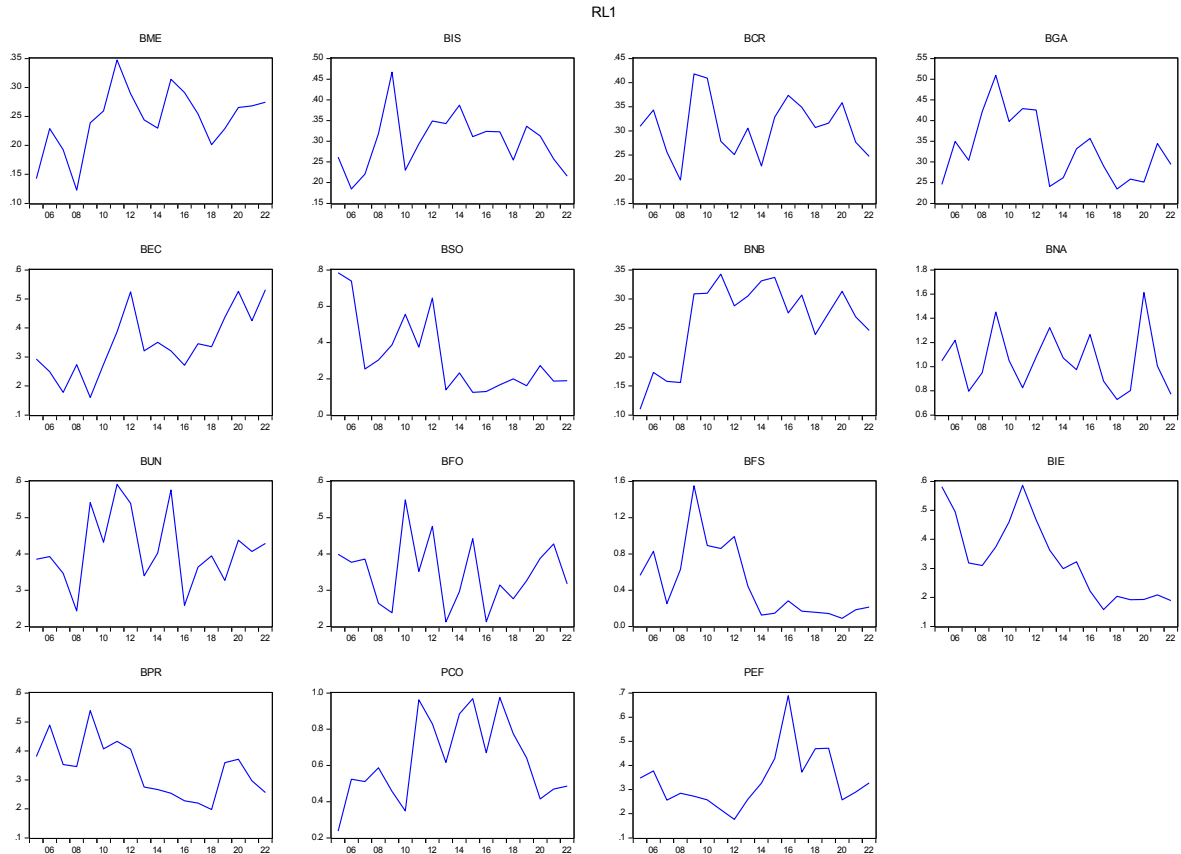 RL1
BME
.35
.30
.25
.20
.15
.10
06 08 10 12 14 16 18 20 22
BIS
.50
.45
.40
.35
.30
.25
.20
.15
06 08 10 12 14 16 18 20 22
BCR
.45
.40
.35
.30
.25
.20
.15
06 08 10 12 14 16 18 20 22
BGA
.55
.50
.45
.40
.35
.30
.25
.20
06 08 10 12 14 16 18 20 22
BEC
.6
.5
.4
.3
.2
.1
06 08 10 12 14 16 18 20 22
BSO
.8
.6
.4
.2
.0
06 08 10 12 14 16 18 20 22
BNB
.35
.30
.25
.20
.15
.10
06 08 10 12 14 16 18 20 22
BNA
1.8
1.6
1.4
1.2
1.0
0.8
0.6
06 08 10 12 14 16 18 20 22
BUN
.6
.5
.4
.3
.2
06 08 10 12 14 16 18 20 22
BFO
.6
.5
.4
.3
.2
06 08 10 12 14 16 18 20 22
BFS
1.6
1.2
0.8
0.4
0.0
06 08 10 12 14 16 18 20 22
BIE
.6
.5
.4
.3
.2
.1
06 08 10 12 14 16 18 20 22
BPR
.6
.5
.4
.3
.2
.1
06 08 10 12 14 16 18 20 22
PCO
1.0
0.8
0.6
0.4
0.2
06 08 10 12 14 16 18 20 22
PEF
.7
.6
.5
.4
.3
.2
.1
06 08 10 12 14 16 18 20 22